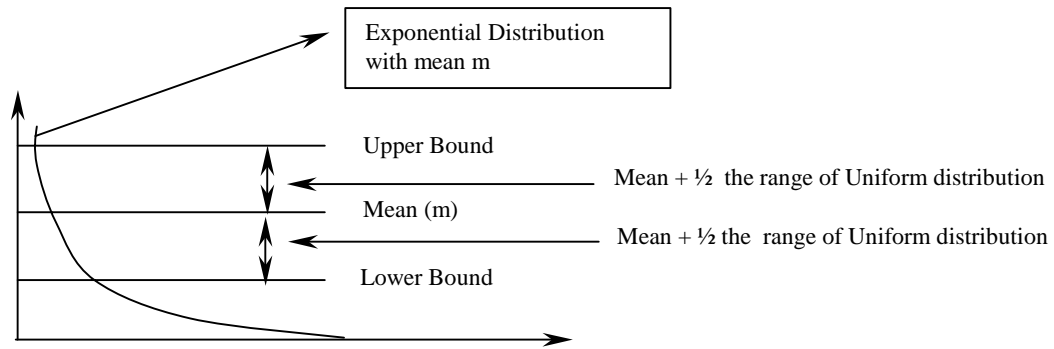 Exponential Distribution
with mean m
Upper Bound
Mean + ½ the range of Uniform distribution
Mean (m)
Mean + ½ the range of Uniform distribution
Lower Bound